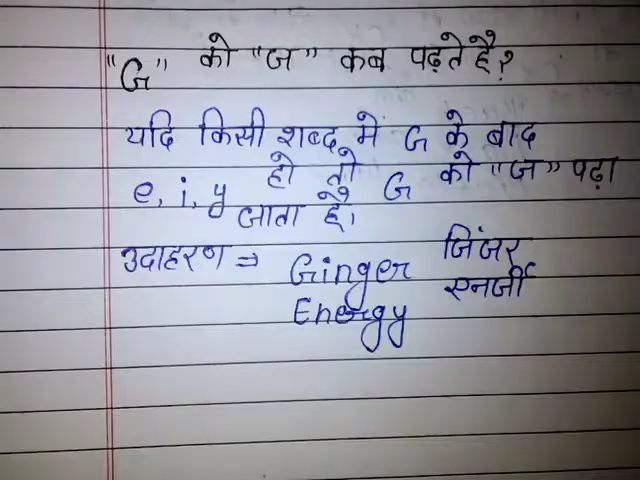 "G" को "ज" कब पढ़ते है?
यदि किसी शब्द में G के बाद
e, i, y हो तो G को "ज" पढ़ा
जाता है।
उदाहरण ⇒ Ginger जिंजर
Energy एनर्जी